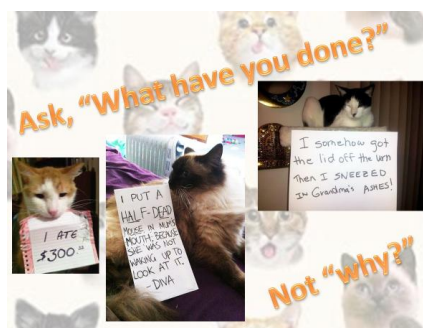 Ask, “What have you done?”
I ATE
$300.00
I PUT A
HALF-DEAD
MOUSE IN MUM'S
MOUTH, BECAUSE
SHE WAS NOT
WAKING UP TO
LOOK AT IT.
- DIVA
I somehow got
the lid off the urn
Then I SNEEZED
IN Grandma's ASHES!
Not “why?”